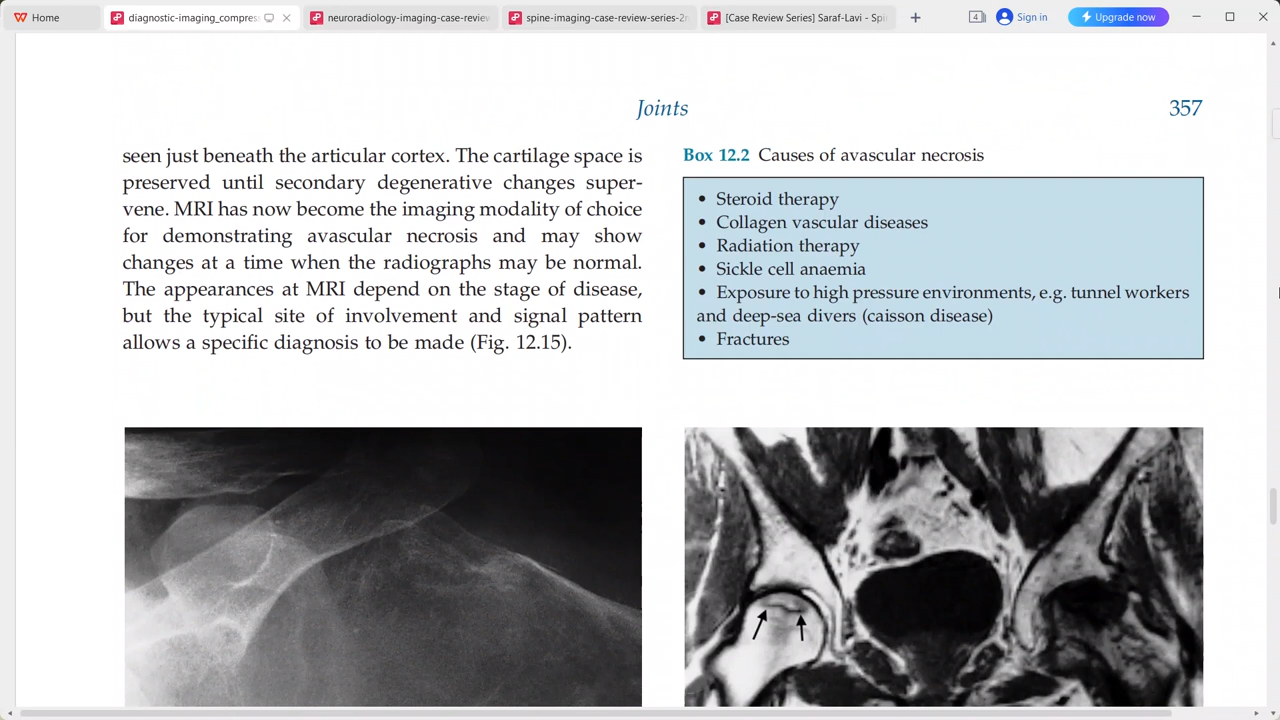 Home
diagnostic-imaging_compres
neuroradiology-imaging-case-review
spine-imaging-case-review-series-2
[Case Review Series] Saraf-Lavi - Spi
4
Sign in
Upgrade now
Joints
357
seen just beneath the articular cortex. The cartilage space is
preserved until secondary degenerative changes super-
vene. MRI has now become the imaging modality of choice
for demonstrating avascular necrosis and may show
changes at a time when the radiographs may be normal.
The appearances at MRI depend on the stage of disease,
but the typical site of involvement and signal pattern
allows a specific diagnosis to be made (Fig. 12.15).
Box 12.2 Causes of avascular necrosis
• Steroid therapy
• Collagen vascular diseases
• Radiation therapy
• Sickle cell anaemia
• Exposure to high pressure environments, e.g. tunnel workers
and deep-sea divers (caisson disease)
• Fractures